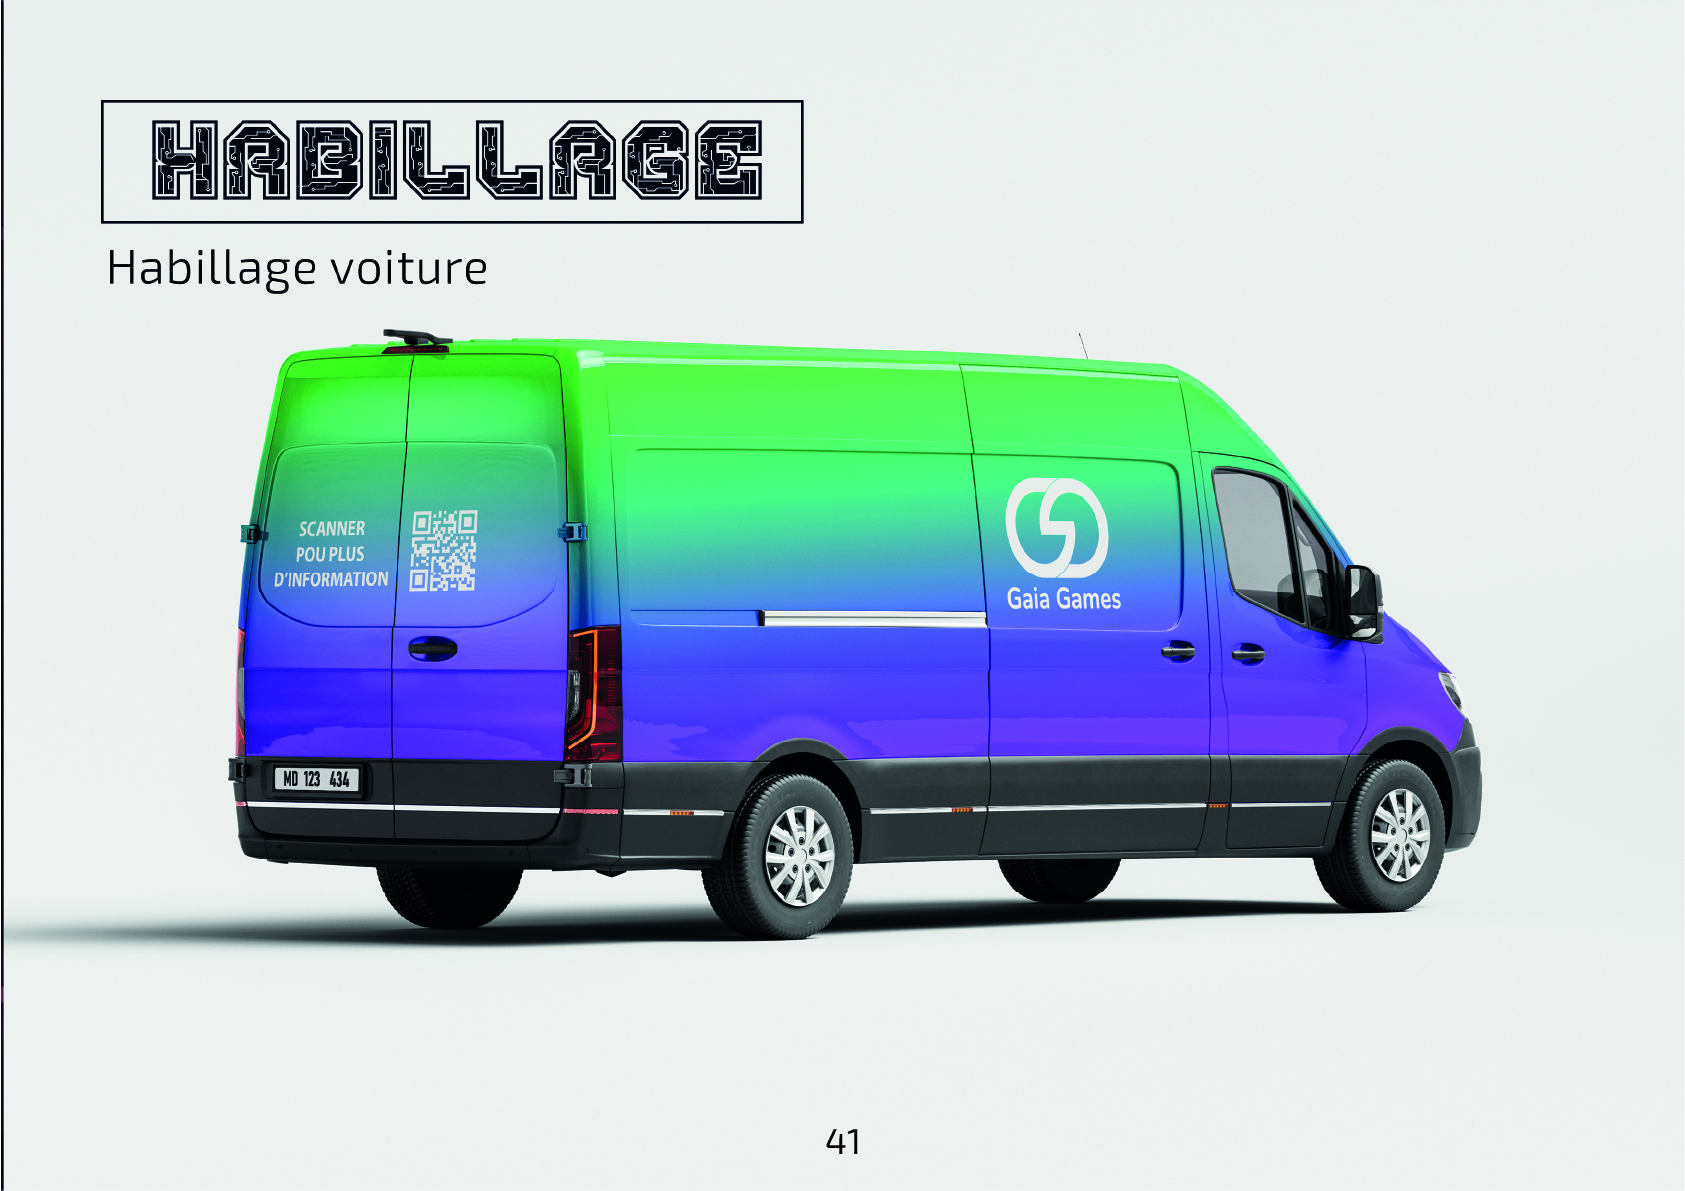 HABILLAGE
Habillage voiture
SCANNER
POU PLUS
D'INFORMATION
Gaia Games
MD 123 434
41